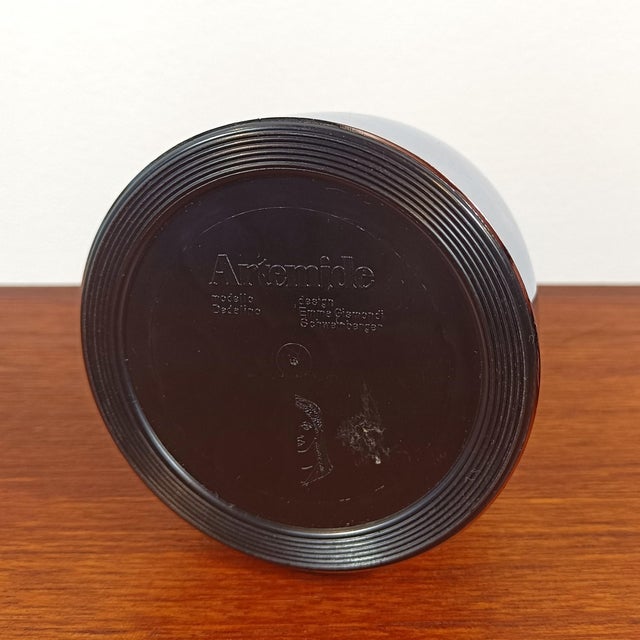 Artemide
modello
Dedalino
design
Emma Gismondi
Schweinberger